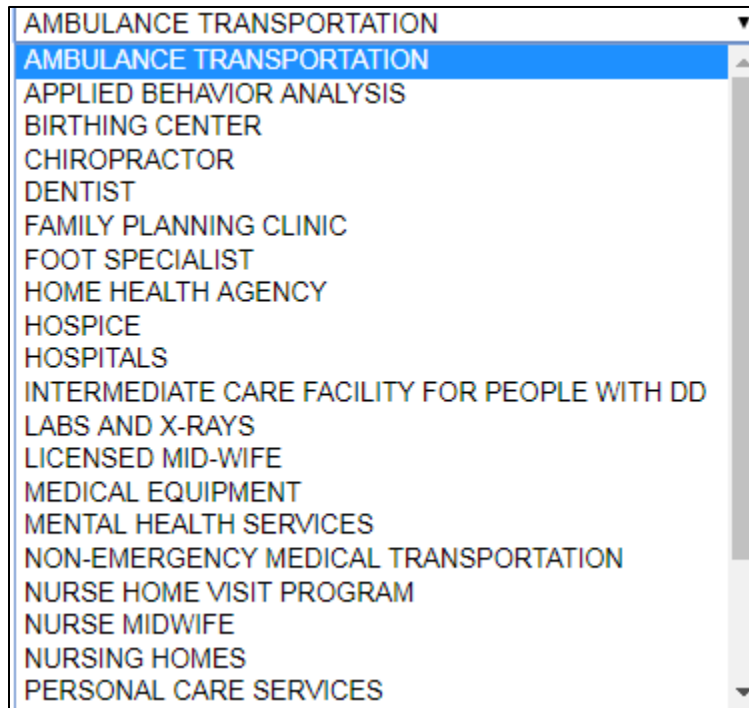 AMBULANCE TRANSPORTATION
AMBULANCE TRANSPORTATION
APPLIED BEHAVIOR ANALYSIS
BIRTHING CENTER
CHIROPRACTOR
DENTIST
FAMILY PLANNING CLINIC
FOOT SPECIALIST
HOME HEALTH AGENCY
HOSPICE
HOSPITALS
INTERMEDIATE CARE FACILITY FOR PEOPLE WITH DD
LABS AND X-RAYS
LICENSED MID-WIFE
MEDICAL EQUIPMENT
MENTAL HEALTH SERVICES
NON-EMERGENCY MEDICAL TRANSPORTATION
NURSE HOME VISIT PROGRAM
NURSE MIDWIFE
NURSING HOMES
PERSONAL CARE SERVICES